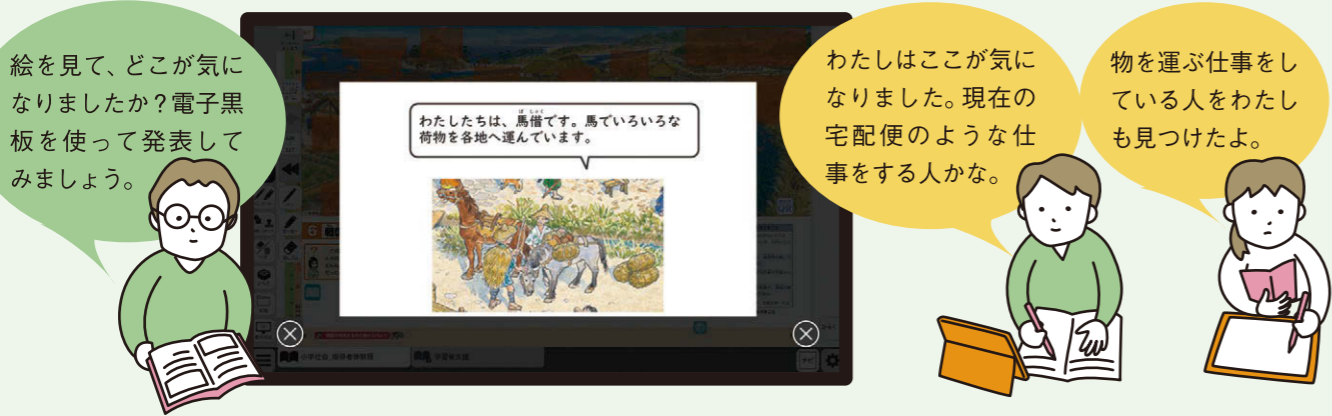 絵を見て、どこが気に
なりましたか？電子黒
板を使って発表して
みましょう。
わたしたちは、馬借です。馬でいろいろな
荷物を各地へ運んでいます。
ば しゃく
わたしはここが気に
なりました。現在の
宅配便のような仕
事をする人かな。
物を運ぶ仕事をし
ている人をわたし
も見つけたよ。